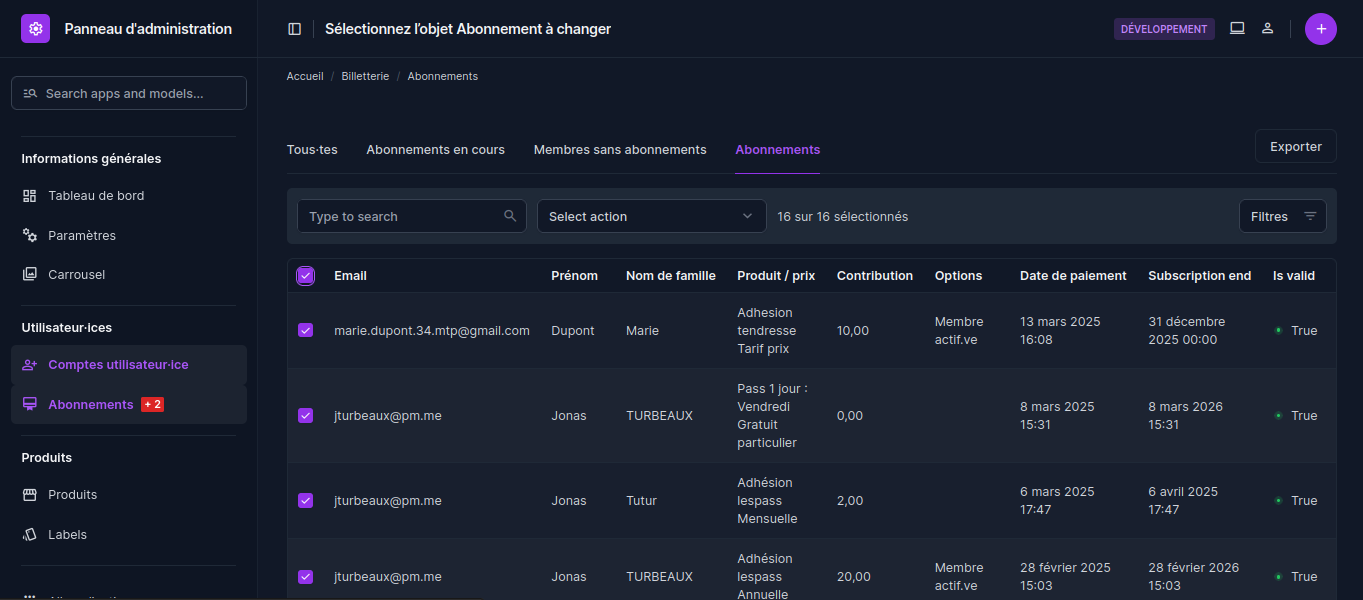 Panneau d'administration
Sélectionnez l'objet Abonnement à changer
DÉVELOPPEMENT
Search apps and models...
Informations générales
Tableau de bord
Paramètres
Carrousel
Utilisateur·ices
Comptes utilisateur·ice
Abonnements + 2
Produits
Produits
Labels
Accueil / Billetterie / Abonnements
Tous·tes Abonnements en cours Membres sans abonnements Abonnements
Exporter
Type to search
Select action
16 sur 16 sélectionnés
Filtres
Email Prénom Nom de famille Produit / prix Contribution Options Date de paiement Subscription end Is valid
marie.dupont.34.mtp@gmail.com Dupont Marie
Adhesion
tendresse
Tarif prix
10,00
Membre
actif.ve
13 mars 2025
16:08
31 décembre
2025 00:00
True
jturbeaux@pm.me Jonas TURBEAUX
Pass 1 jour :
Vendredi
Gratuit
particulier
0,00
8 mars 2025
15:31
8 mars 2026
15:31
True
jturbeaux@pm.me Jonas Tutur
Adhésion
lespass
Mensuelle
2,00
6 mars 2025
17:47
6 avril 2025
17:47
True
jturbeaux@pm.me Jonas TURBEAUX
Adhésion
lespass
Annuelle
20,00
Membre
actif.ve
28 février 2025
15:03
28 février 2026
15:03
True